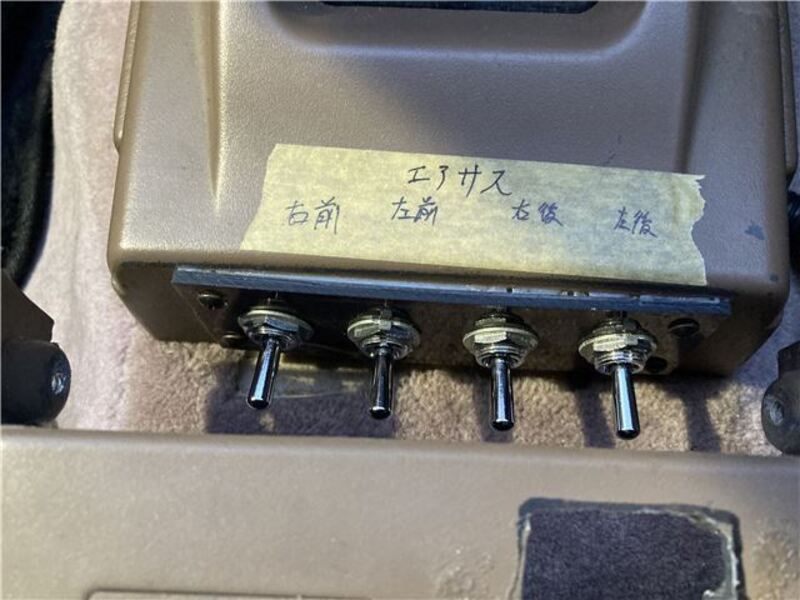 エアサス
右前 左前 右後 左後